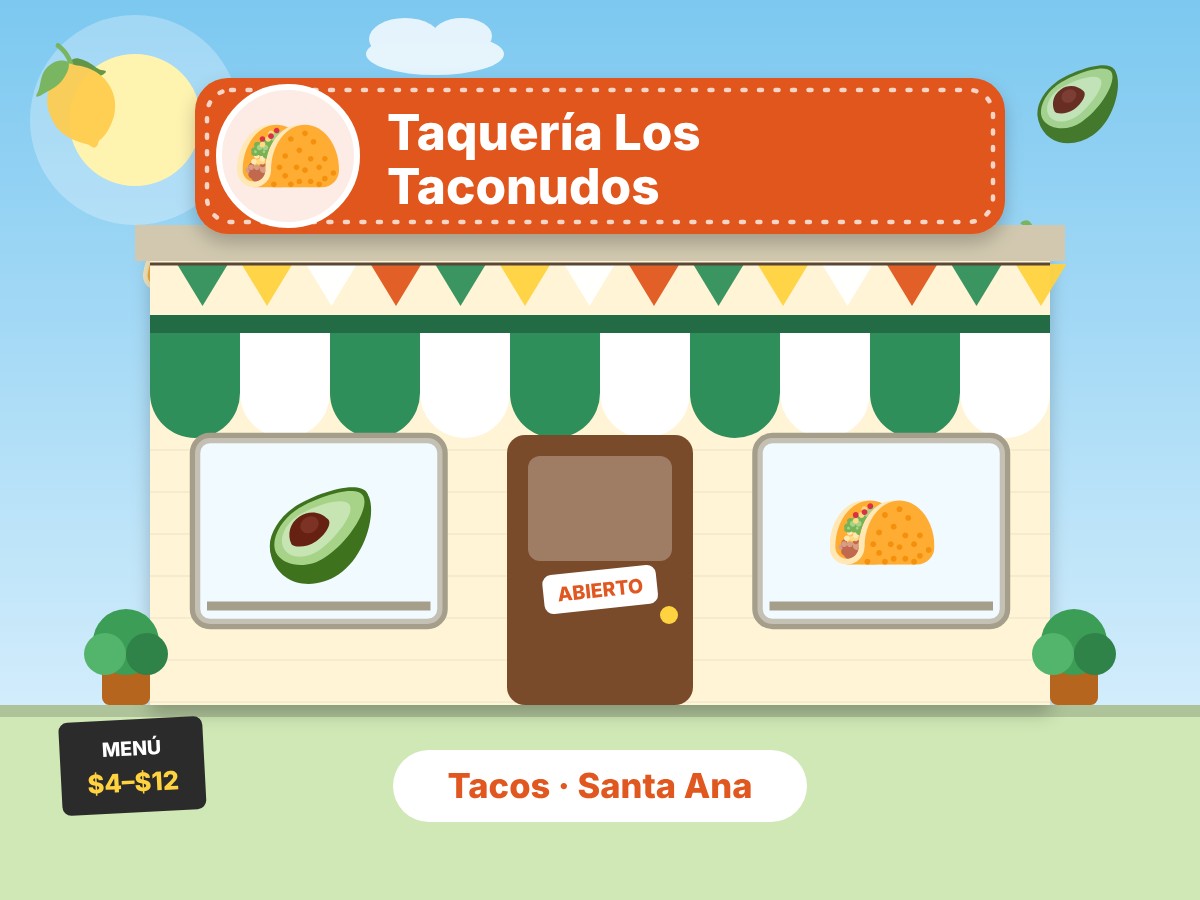 Taquería Los
Taconudos
ABIERTO
MENÚ
$4–$12
Tacos · Santa Ana